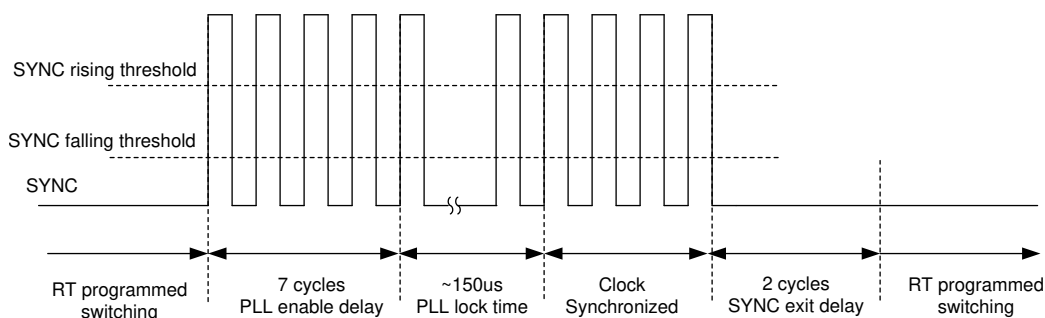 SYNC rising threshold
SYNC falling threshold
SYNC
RT programmed
switching
7 cycles
PLL enable delay
~150us
PLL lock time
Clock
Synchronized
2 cycles
SYNC exit delay
RT programmed
switching